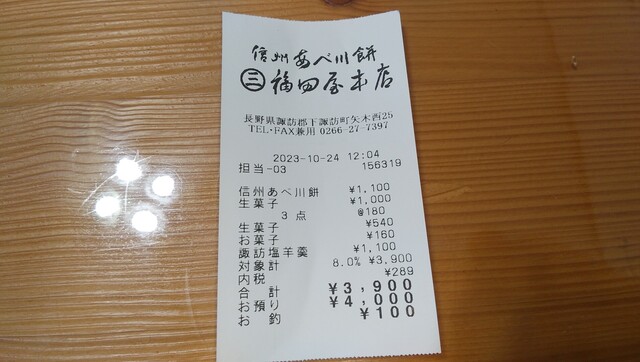 信州あべ川餅
三 福田屋本店
長野県諏訪郡下諏訪町矢木西25
TEL・FAX兼用 0266-27-7397
2023-10-24 12:04
担当-03 156319
信州あべ川餅 ¥1,100
生菓子 ¥1,000
3点 @180
生菓子 ¥540
お菓子 ¥160
諏訪塩羊羹 ¥1,100
対象計 8.0% ¥3,900
内税 ¥289
合計 ¥3,900
お預り ¥4,000
お釣 ¥100